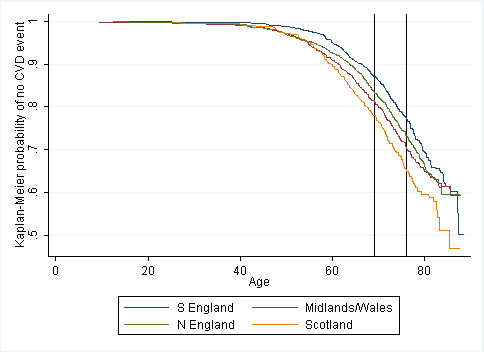 Kaplan-Meier probability of no CVD event
1
.9
.8
.7
.6
.5
0
20
40
60
80
Age
S England
Midlands/Wales
N England
Scotland